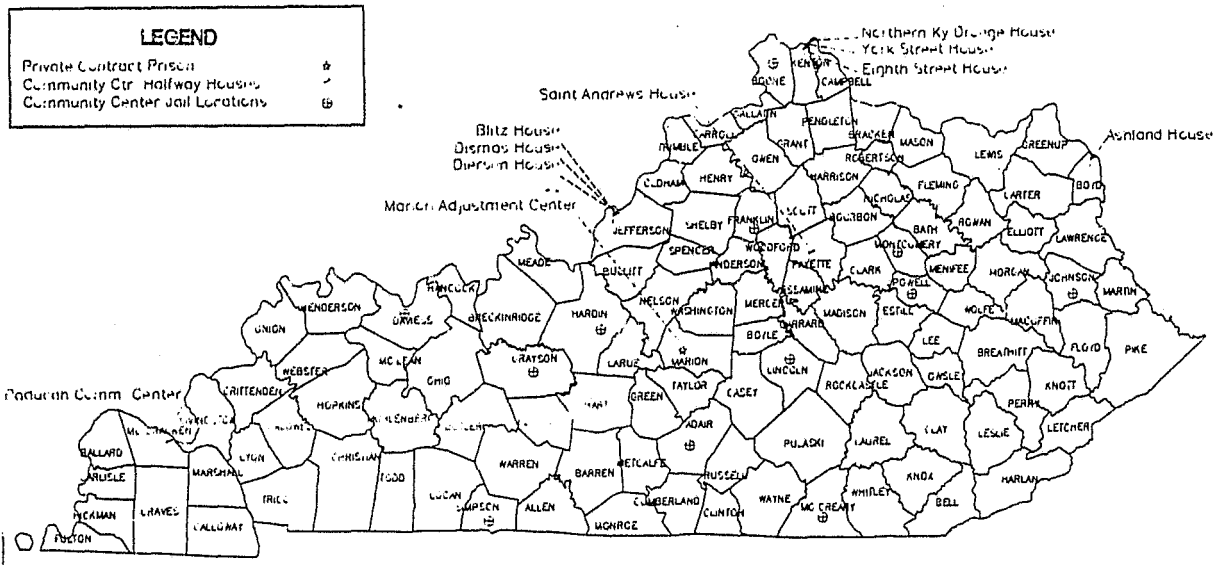 LEGEND
Private Contract Prison
Community Ctr. Halfway Houses
Community Center Jail Locations
Northern Ky Orange House
York Street House
Eighth Street House
Saint Andrews House
Ashland House
Blitz House
Dismas House
Diersen House
Marion Adjustment Center
Paducah Comm. Center
BOONE
KENTON
CAMPBELL
GALLATIN
PENDLETON
CARROLL
GRANT
BRACKEN
MASON
TRIMBLE
OWEN
ROBERTSON
LEWIS
GREENUP
OLDHAM
HENRY
HARRISON
FLEMING
CARTER
BOYD
NICHOLAS
JEFFERSON
SHELBY
FRANKLIN
SCOTT
BOURBON
BATH
ROWAN
ELLIOTT
LAWRENCE
SPENCER
WOODFORD
MONTGOMERY
MEADE
BULLITT
ANDERSON
FAYETTE
CLARK
MENIFEE
MORGAN
JOHNSON
MARTIN
HANCOCK
NELSON
WASHINGTON
MERCER
JESSAMINE
POWELL
HENDERSON
DAVIESS
BRECKINRIDGE
HARDIN
GARRARD
MADISON
ESTILL
WOLFE
MAGOFFIN
UNION
BOYLE
LEE
BREATHITT
FLOYD
PIKE
WEBSTER
MC LEAN
OHIO
GRAYSON
LARUE
MARION
LINCOLN
ROCKCASTLE
JACKSON
OWSLEY
CRITTENDEN
HOPKINS
MUHLENBERG
HART
GREEN
TAYLOR
CASEY
KNOTT
PERRY
LIVINGSTON
CALDWELL
BUTLER
ADAIR
PULASKI
LAUREL
CLAY
LESLIE
LETCHER
BALLARD
MC CRACKEN
LYON
CHRISTIAN
TODD
LOGAN
WARREN
BARREN
METCALFE
RUSSELL
KNOX
HARLAN
CARLISLE
MARSHALL
TRIGG
SIMPSON
ALLEN
MONROE
CUMBERLAND
CLINTON
WAYNE
MC CREARY
WHITLEY
BELL
HICKMAN
GRAVES
CALLOWAY
FULTON